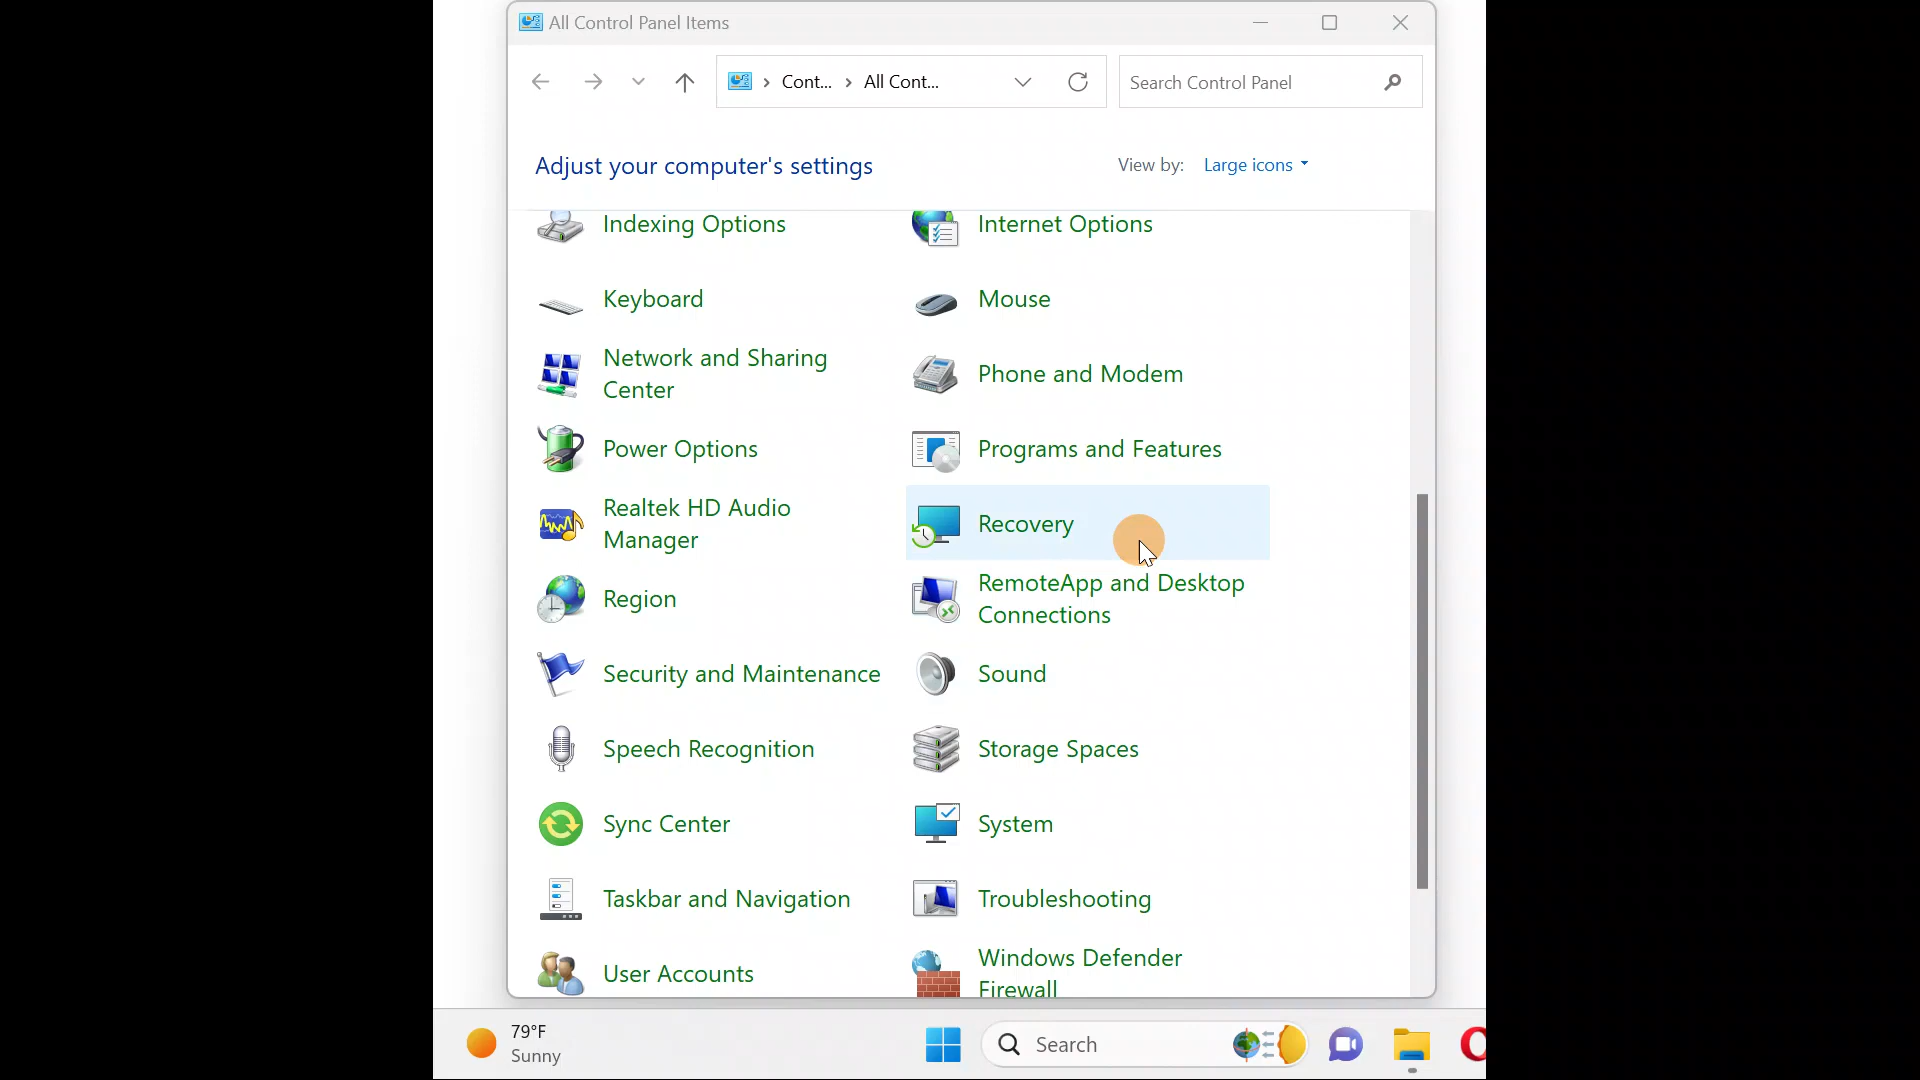 All Control Panel Items
Cont... All Cont...
Search Control Panel
Adjust your computer's settings
View by: Large icons
Indexing Options
Internet Options
Keyboard
Mouse
Network and Sharing
Center
Phone and Modem
Power Options
Programs and Features
Realtek HD Audio
Manager
Recovery
Region
RemoteApp and Desktop
Connections
Security and Maintenance
Sound
Speech Recognition
Storage Spaces
Sync Center
System
Taskbar and Navigation
Troubleshooting
User Accounts
Windows Defender
Firewall
79°F
Sunny
Search